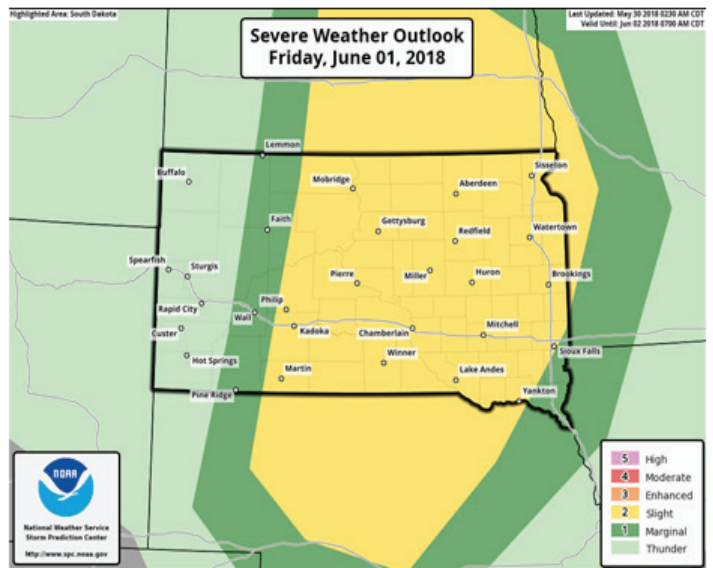 Highlighted Area: South Dakota
Last Updated: May 30 2018 0230 AM CDT
Valid Until: Jun 02 2018 0700 AM CDT
Severe Weather Outlook
Friday, June 01, 2018
Lemmon
Buffalo
Mobridge
Sisseton
Aberdeen
Faith
Gettysburg
Redfield
Watertown
Spearfish
Sturgis
Pierre
Miller
Huron
Brookings
Rapid City
Philip
Wall
Kadoka
Chamberlain
Mitchell
Custer
Sioux Falls
Hot Springs
Martin
Winner
Lake Andes
Pine Ridge
Yankton
NOAA
National Weather Service
Storm Prediction Center
http://www.spc.noaa.gov
5 High
4 Moderate
3 Enhanced
2 Slight
1 Marginal
Thunder